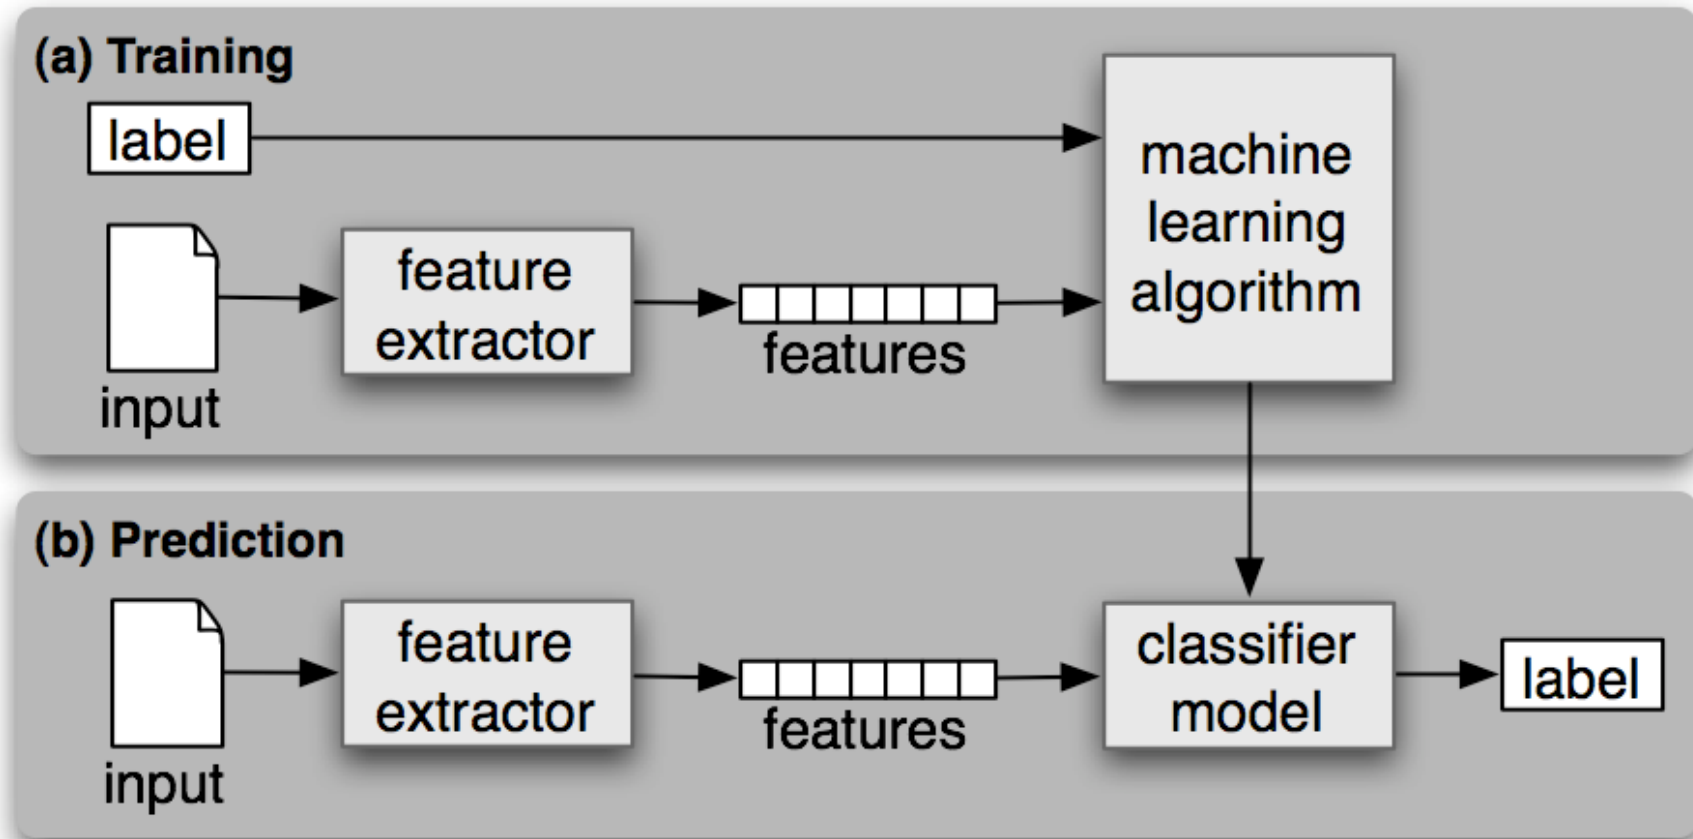 (a) Training
label
machine
learning
algorithm
feature
extractor
features
input
(b) Prediction
feature
extractor
features
classifier
model
label
input